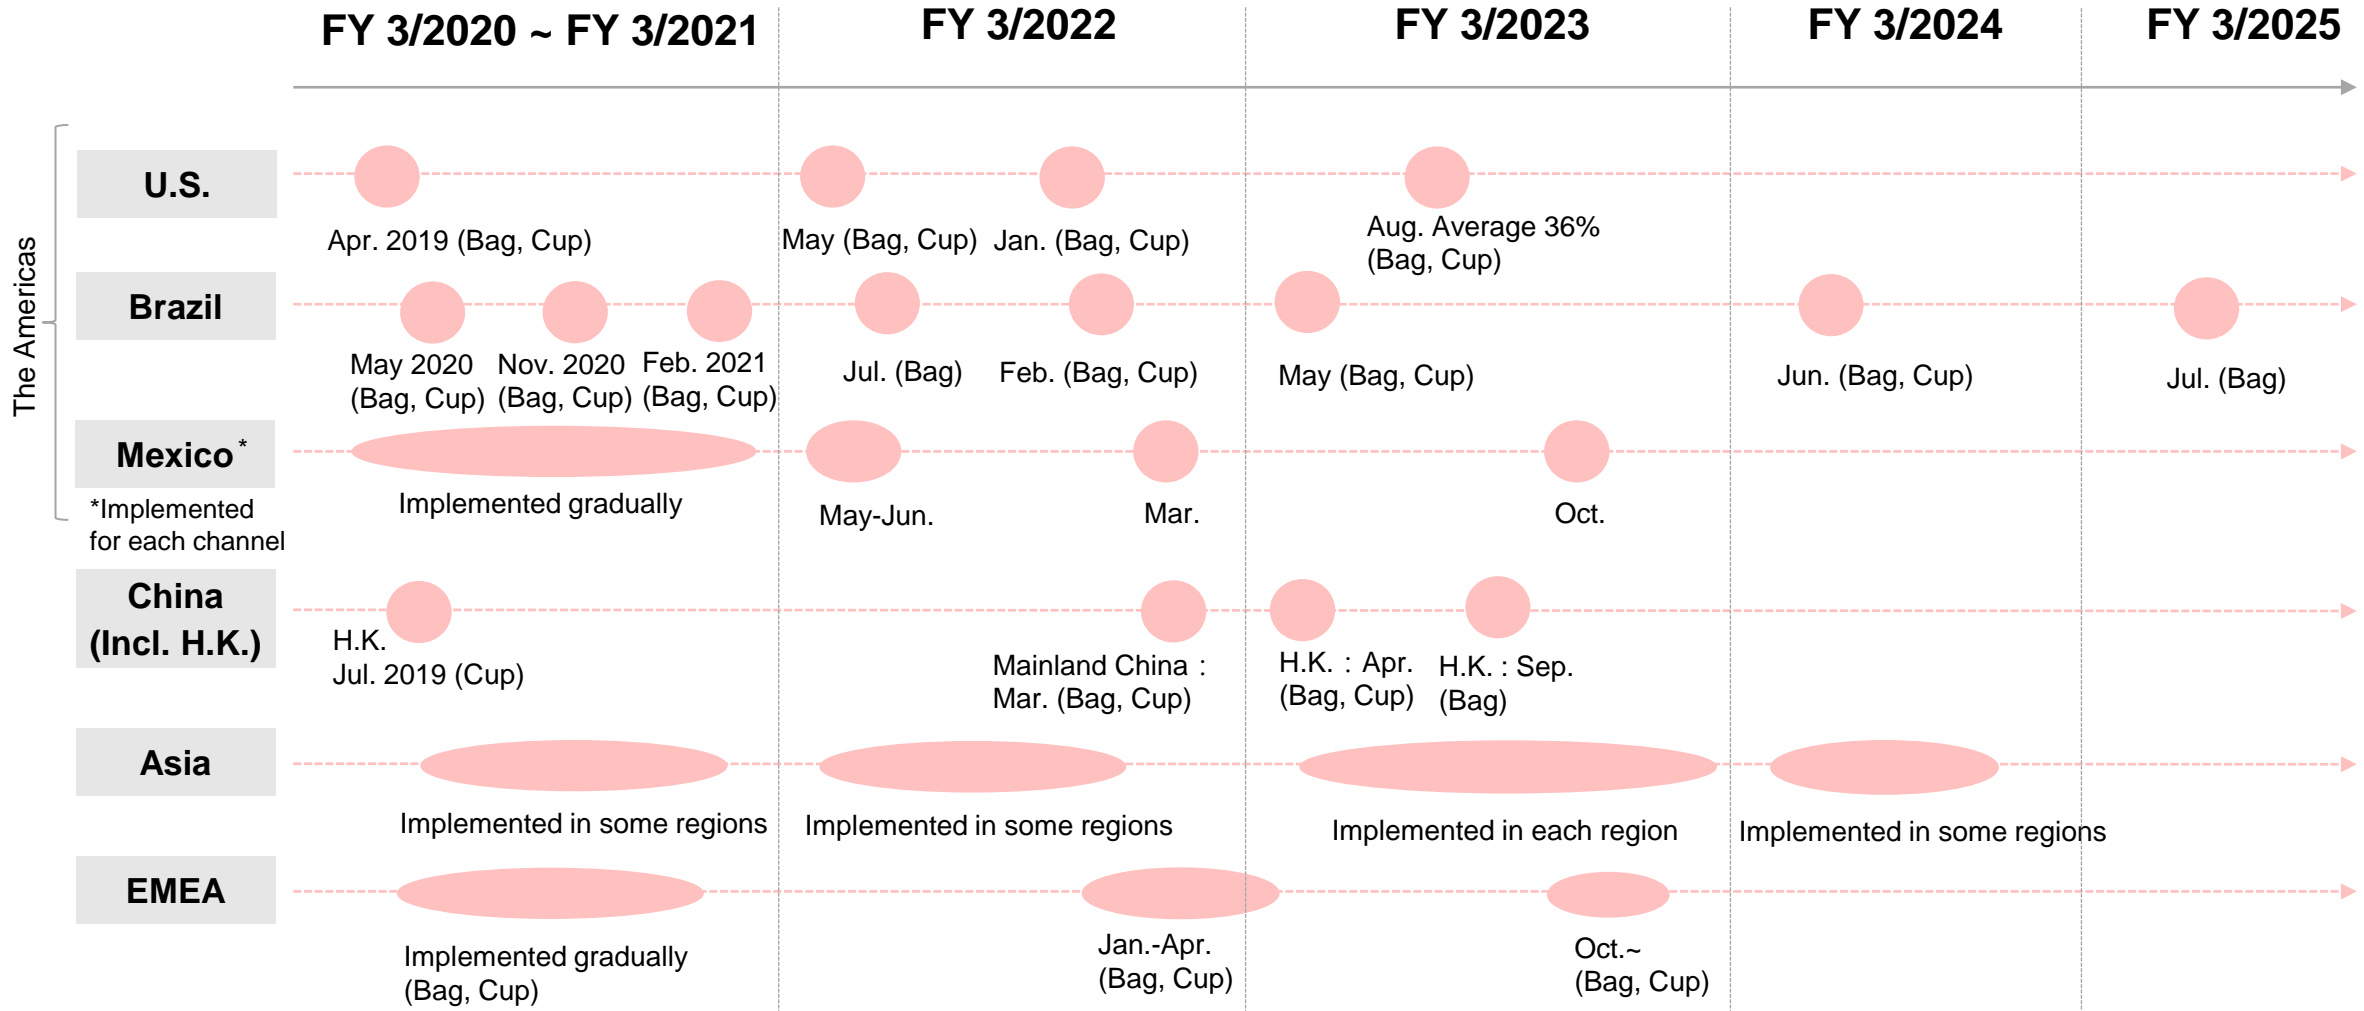 FY 3/2020 ~ FY 3/2021
FY 3/2022
FY 3/2023
FY 3/2024
FY 3/2025
The Americas
U.S.
Apr. 2019 (Bag, Cup)
May (Bag, Cup)
Jan. (Bag, Cup)
Aug. Average 36%
(Bag, Cup)
Brazil
May 2020
(Bag, Cup)
Nov. 2020
(Bag, Cup)
Feb. 2021
(Bag, Cup)
Jul. (Bag)
Feb. (Bag, Cup)
May (Bag, Cup)
Jun. (Bag, Cup)
Jul. (Bag)
Mexico*
*Implemented
for each channel
Implemented gradually
May-Jun.
Mar.
Oct.
China
(Incl. H.K.)
H.K.
Jul. 2019 (Cup)
Mainland China：
Mar. (Bag, Cup)
H.K.：Apr.
(Bag, Cup)
H.K. : Sep.
(Bag)
Asia
Implemented in some regions
Implemented in some regions
Implemented in each region
Implemented in some regions
EMEA
Implemented gradually
(Bag, Cup)
Jan.-Apr.
(Bag, Cup)
Oct.~
(Bag, Cup)